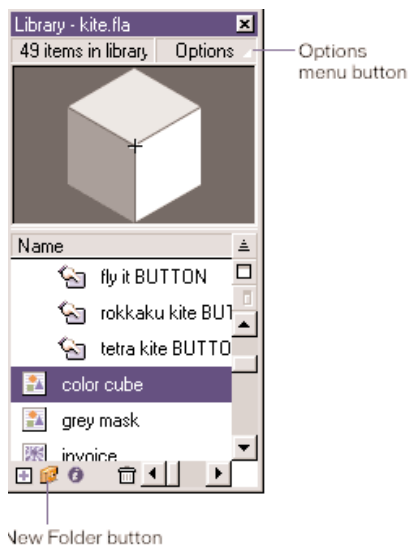 Library - kite.fla
49 items in library Options
Options
menu button
Name
fly it BUTTON
rokkaku kite BUT
tetra kite BUTTO
color cube
grey mask
invoice
New Folder button